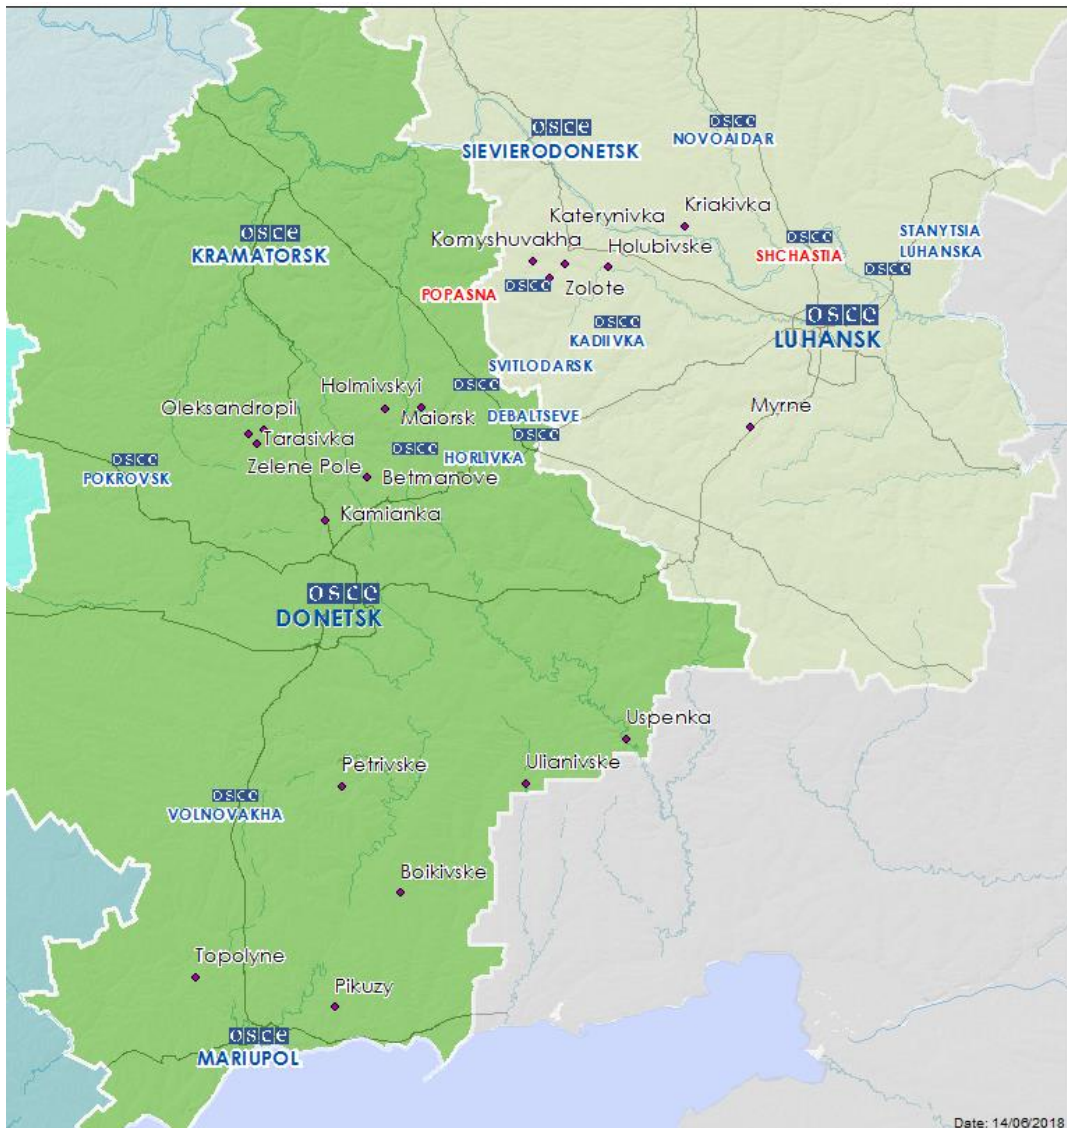 osce
SIEVIERODONETSK
osce
NOVOAIDAR
Kriakivka
Katerynivka
osce
KRAMATORSK
Komyshuvakha
Holubivske
osce
SHCHASTIA
STANYTSIA
LUHANSKA
osce
osce
POPASNA
Zolote
osce
LUHANSK
osce
KADIIVKA
SVITLODARSK
osce
Holmivskyi
Maiorsk
DEBALTSEVE
osce
Myrne
Oleksandropil
Tarasivka
osce
HORLIVKA
osce
POKROVSK
Zelene Pole
Betmanove
Kamianka
osce
DONETSK
Uspenka
Petrivske
Ulianivske
osce
VOLNOVAKHA
Boikivske
Topolyne
Pikuzy
osce
MARIUPOL
Date: 14/06/2018